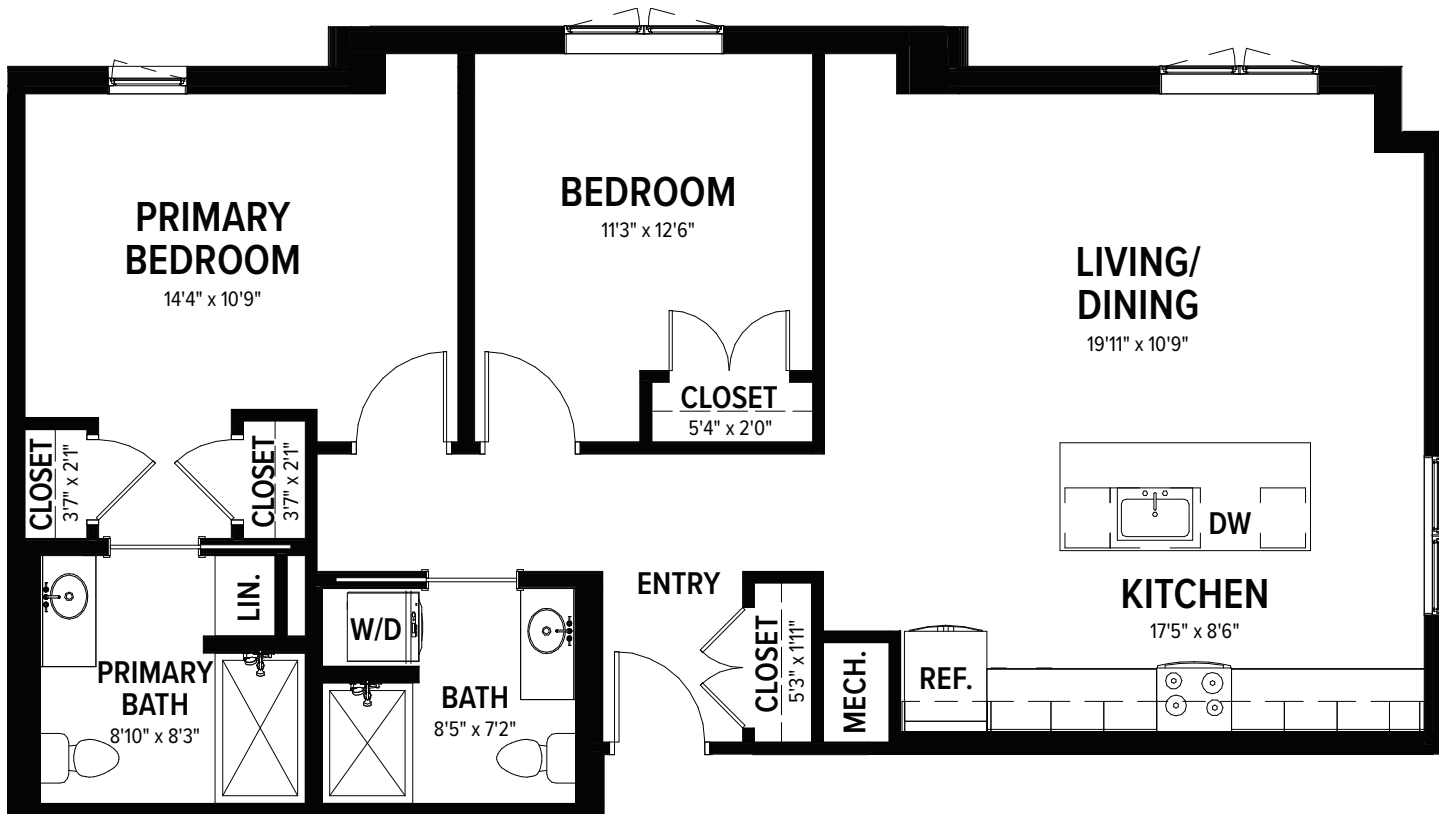 PRIMARY
BEDROOM
14'4" x 10'9"
BEDROOM
11'3" x 12'6"
LIVING/
DINING
19'11" x 10'9"
CLOSET
5'4" x 2'0"
CLOSET
3'7" x 2'1"
CLOSET
3'7" x 2'1"
DW
ENTRY
KITCHEN
17'5" x 8'6"
LIN.
W/D
PRIMARY
BATH
8'10" x 8'3"
BATH
8'5" x 7'2"
CLOSET
5'3" x 1'11"
MECH.
REF.